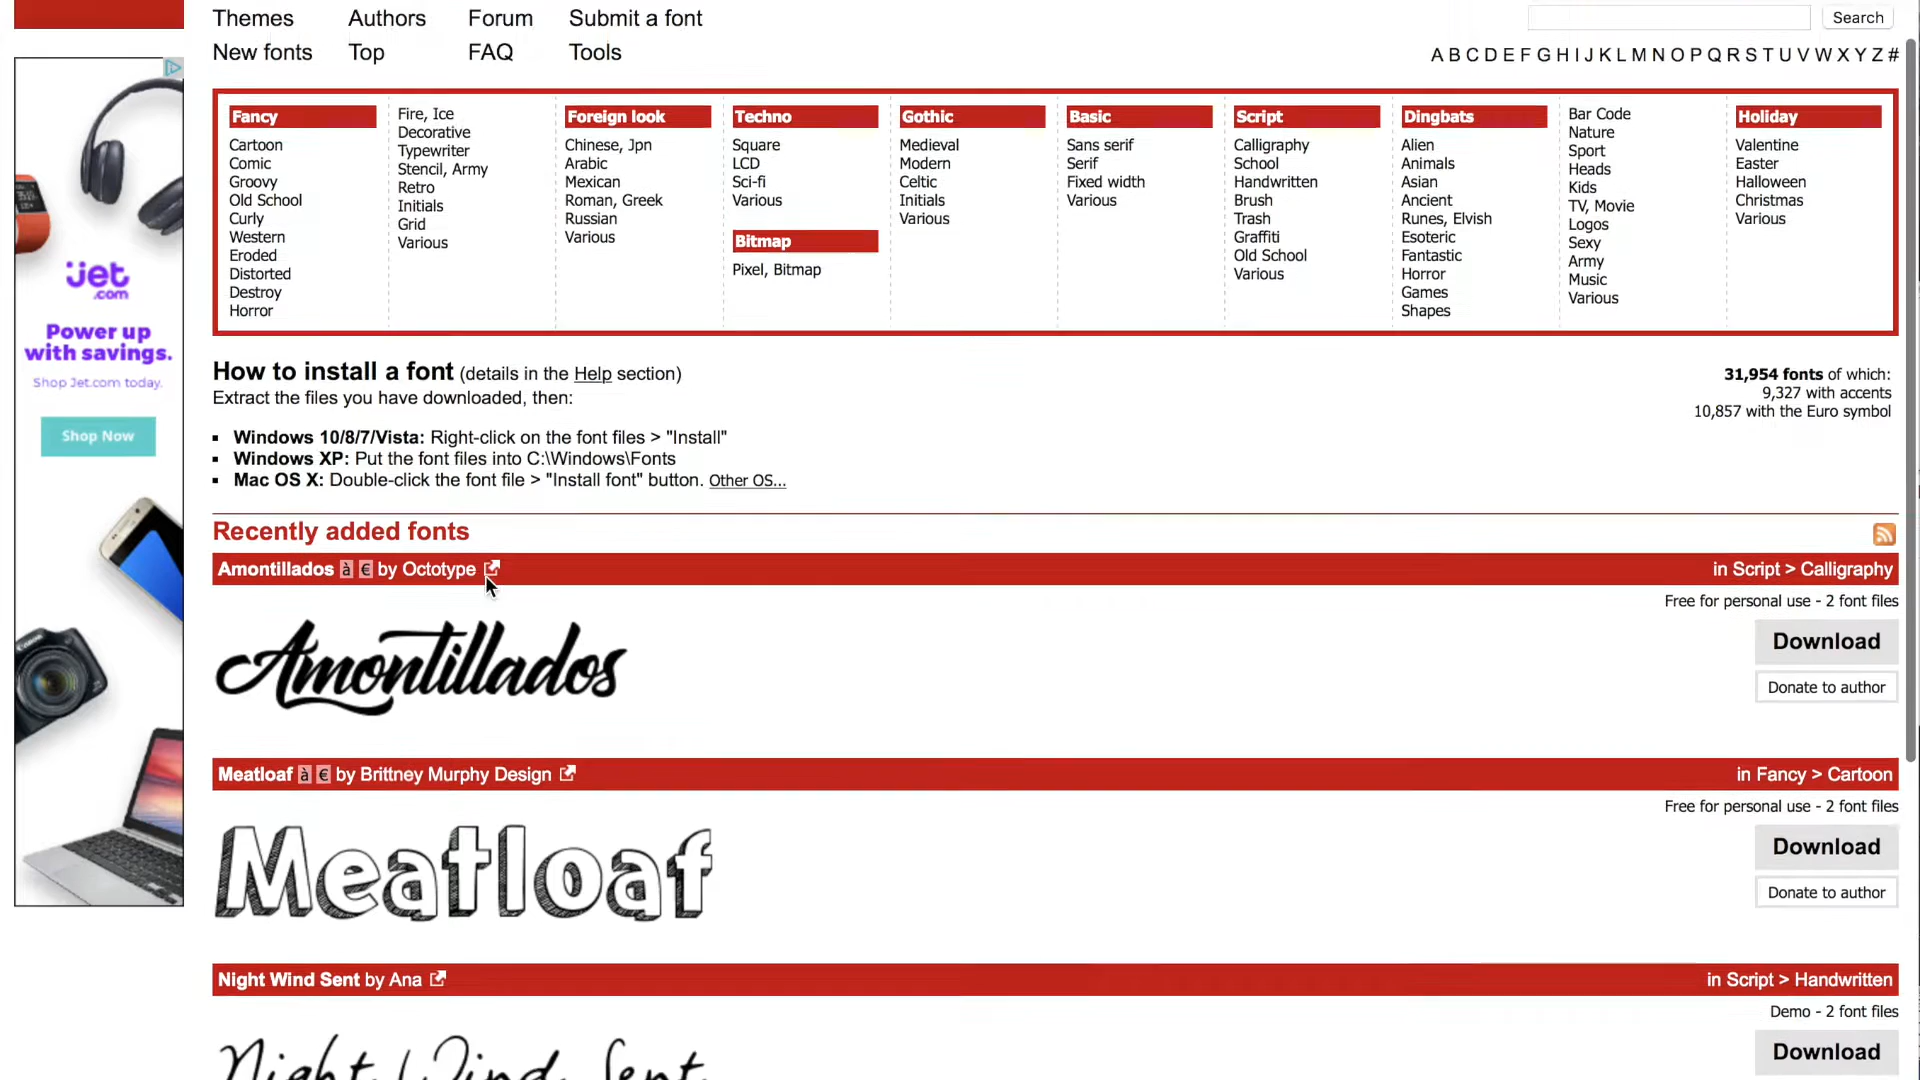 Themes Authors Forum Submit a font
Search
New fonts Top FAQ Tools
A B C D E F G H I J K L M N O P Q R S T U V W X Y Z #
Fancy
Cartoon
Comic
Groovy
Old School
Curly
Western
Eroded
Distorted
Destroy
Horror
Fire, Ice
Decorative
Typewriter
Stencil, Army
Retro
Initials
Grid
Various
Foreign look
Chinese, Jpn
Arabic
Mexican
Roman, Greek
Russian
Various
Techno
Square
LCD
Sci-fi
Various
Bitmap
Pixel, Bitmap
Gothic
Medieval
Modern
Celtic
Initials
Various
Basic
Sans serif
Serif
Fixed width
Various
Script
Calligraphy
School
Handwritten
Brush
Trash
Graffiti
Old School
Various
Dingbats
Alien
Animals
Asian
Ancient
Runes, Elvish
Esoteric
Fantastic
Horror
Games
Shapes
Bar Code
Nature
Sport
Heads
Kids
TV, Movie
Logos
Sexy
Army
Music
Various
Holiday
Valentine
Easter
Halloween
Christmas
Various
jet
.com
Power up
with savings.
Shop Jet.com today.
Shop Now
How to install a font (details in the Help section)
Extract the files you have downloaded, then:
31,954 fonts of which:
9,327 with accents
10,857 with the Euro symbol
Windows 10/8/7/Vista: Right-click on the font files > "Install"
Windows XP: Put the font files into C:\Windows\Fonts
Mac OS X: Double-click the font file > "Install font" button. Other OS...
Recently added fonts
Amontillados à € by Octotype
in Script > Calligraphy
Free for personal use - 2 font files
Amontillados
Download
Donate to author
Meatloaf à € by Brittney Murphy Design
in Fancy > Cartoon
Free for personal use - 2 font files
Meatloaf
Download
Donate to author
Night Wind Sent by Ana
in Script > Handwritten
Demo - 2 font files
Night Wind Sent
Download